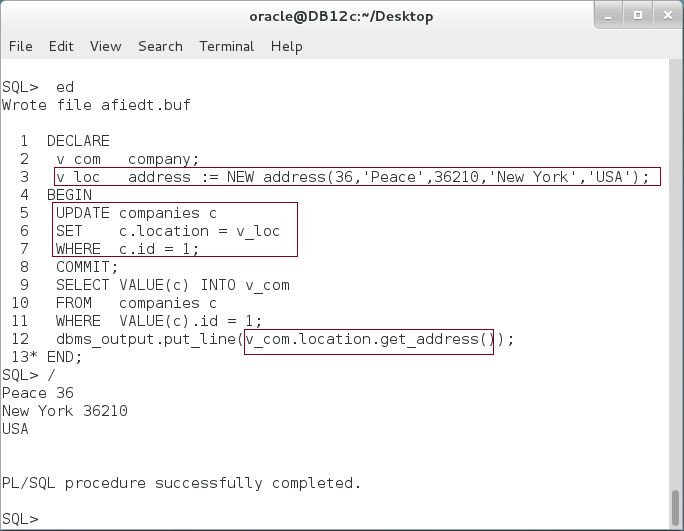 oracle@DB12c:~/Desktop
File Edit View Search Terminal Help
SQL>  ed
Wrote file afiedt.buf
  1  DECLARE
  2   v_com   company;
  3   v_loc   address := NEW address(36,'Peace',36210,'New York','USA');
  4  BEGIN
  5   UPDATE companies c
  6   SET    c.location = v_loc
  7   WHERE  c.id = 1;
  8   COMMIT;
  9   SELECT VALUE(c) INTO v_com
 10   FROM   companies c
 11   WHERE  VALUE(c).id = 1;
 12   dbms_output.put_line(v_com.location.get_address());
 13* END;
SQL> /
Peace 36
New York 36210
USA
PL/SQL procedure successfully completed.
SQL>